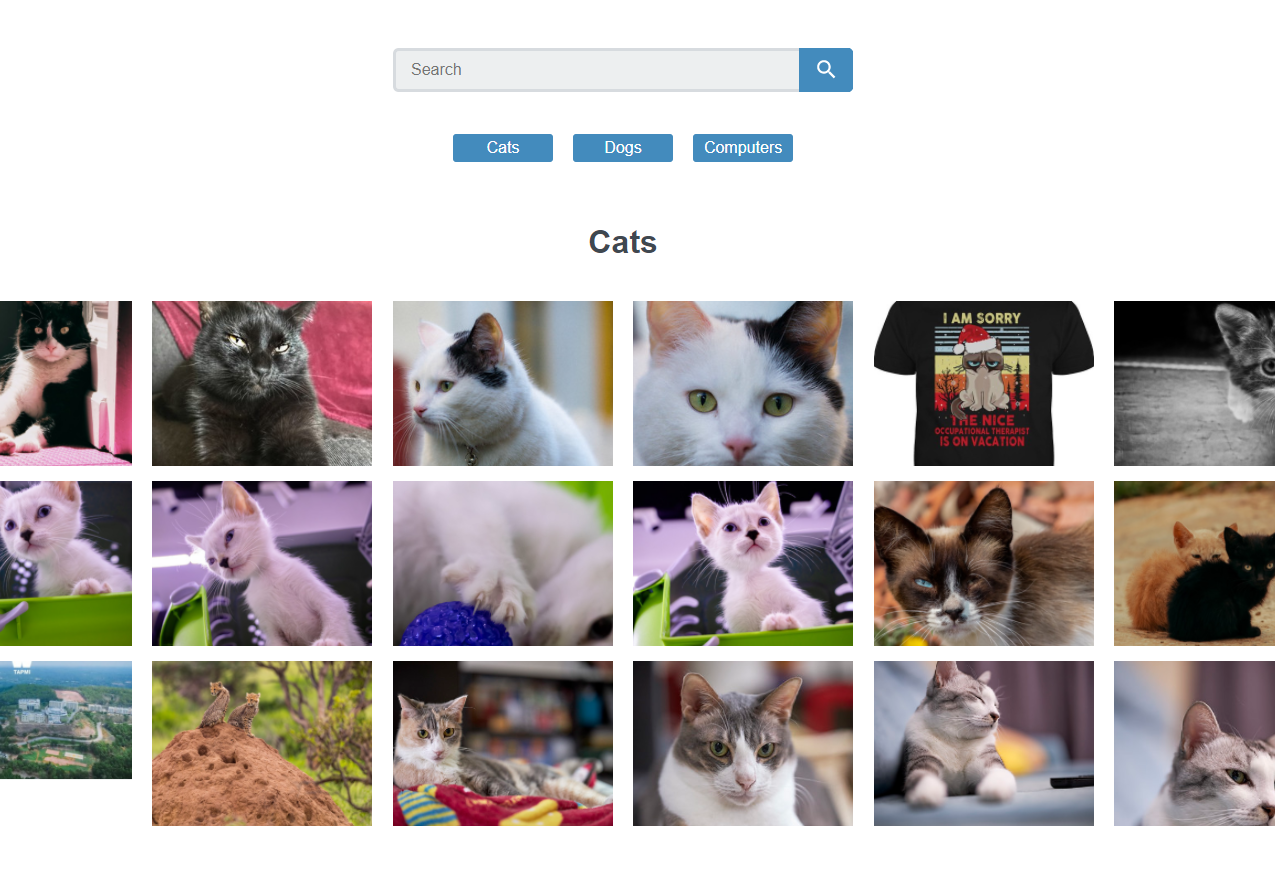 Search
Cats
Dogs
Computers
Cats
I AM SORRY
THE NICE
OCCUPATIONAL THERAPIST
IS ON VACATION
TAPMI